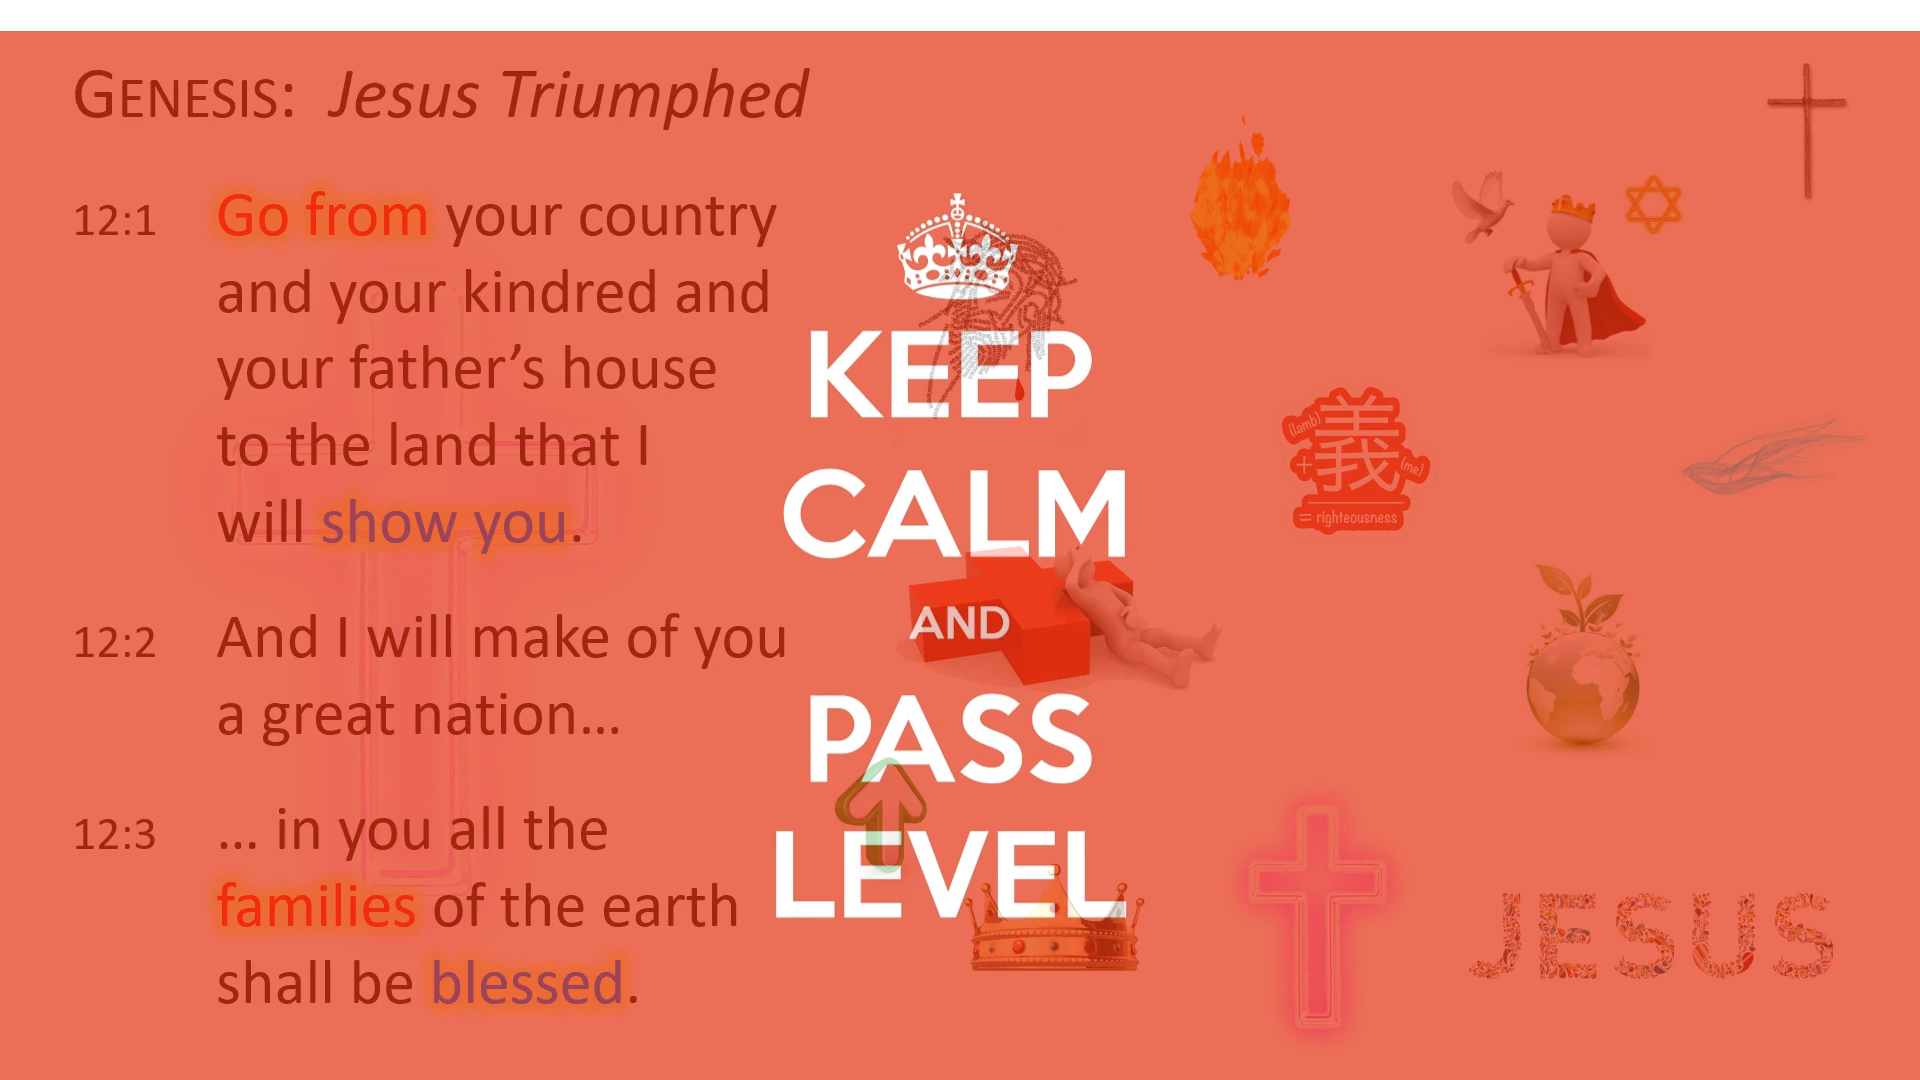 GENESIS: Jesus Triumphed
12:1 Go from your country
and your kindred and
your father’s house
to the land that I
will show you.
12:2 And I will make of you
a great nation…
12:3 … in you all the
families of the earth
shall be blessed.
KEEP
CALM
AND
PASS
LEVEL
(lamb)
+
義
(me)
= righteousness
JESUS